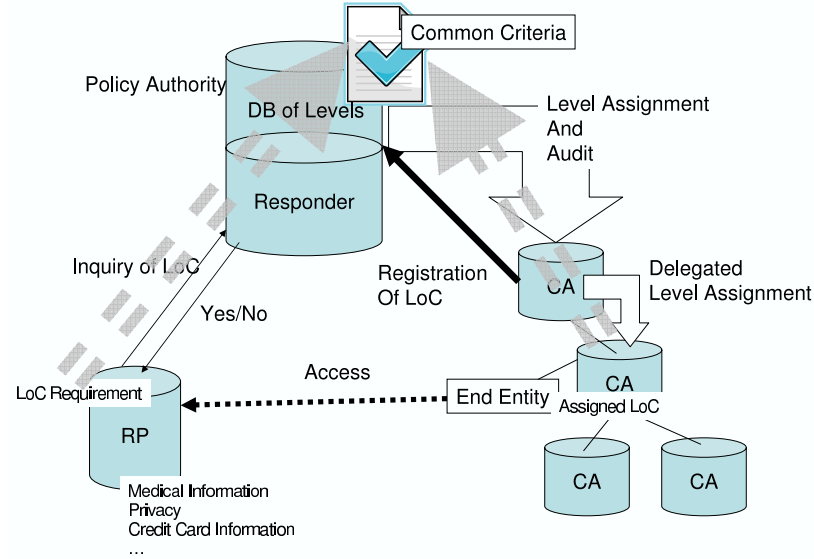 Common Criteria
Policy Authority
DB of Levels
Level Assignment
And
Audit
Responder
Inquiry of LoC
Registration
Of LoC
CA
Delegated
Level Assignment
Yes/No
Access
LoC Requirement
End Entity
CA
Assigned LoC
RP
CA
CA
Medical Information
Privacy
Credit Card Information
...